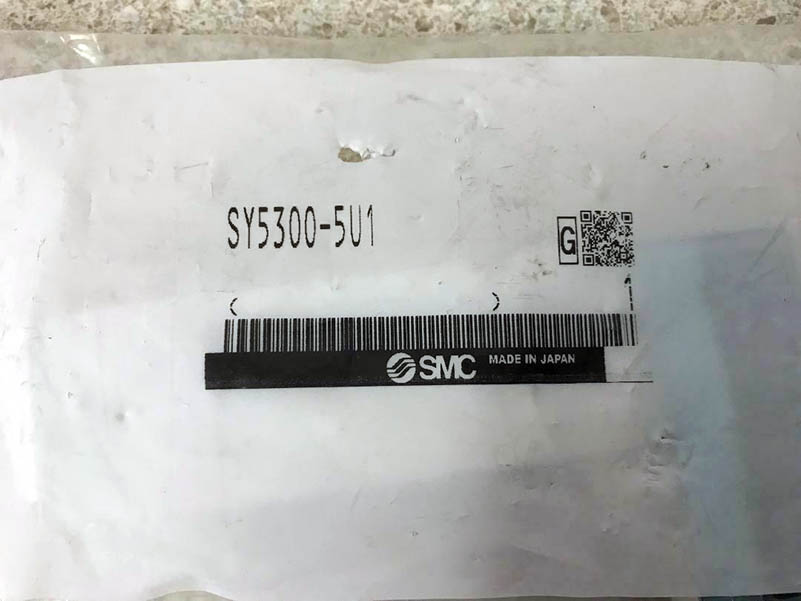 SY5300-5U1
G
( )
SMC MADE IN JAPAN